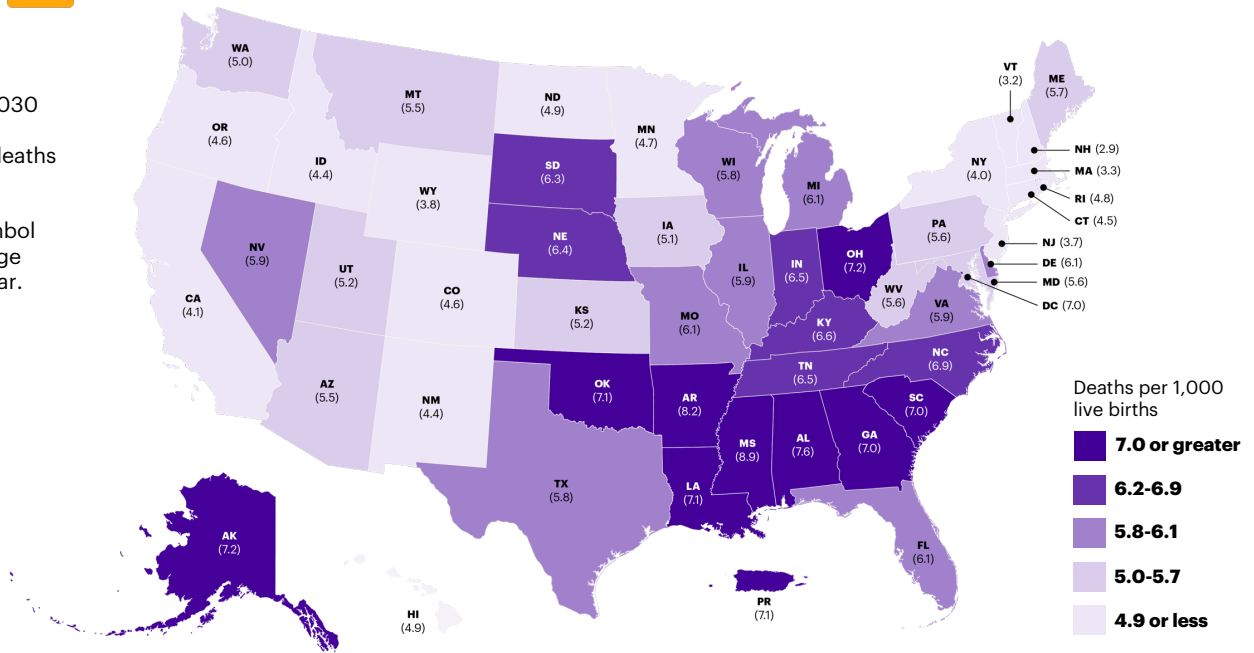 030
deaths
nbol
ge
ar.
WA
(5.0)
MT
(5.5)
ND
(4.9)
MN
(4.7)
OR
(4.6)
ID
(4.4)
WY
(3.8)
SD
(6.3)
WI
(5.8)
MI
(6.1)
NY
(4.0)
VT
(3.2)
ME
(5.7)
NH (2.9)
MA (3.3)
RI (4.8)
CT (4.5)
NJ (3.7)
DE (6.1)
MD (5.6)
DC (7.0)
NV
(5.9)
UT
(5.2)
CO
(4.6)
NE
(6.4)
IA
(5.1)
IL
(5.9)
IN
(6.5)
OH
(7.2)
PA
(5.6)
WV
(5.6)
VA
(5.9)
CA
(4.1)
KS
(5.2)
MO
(6.1)
KY
(6.6)
NC
(6.9)
TN
(6.5)
SC
(7.0)
AZ
(5.5)
NM
(4.4)
OK
(7.1)
AR
(8.2)
MS
(8.9)
AL
(7.6)
GA
(7.0)
TX
(5.8)
LA
(7.1)
FL
(6.1)
AK
(7.2)
HI
(4.9)
PR
(7.1)
Deaths per 1,000
live births
7.0 or greater
6.2-6.9
5.8-6.1
5.0-5.7
4.9 or less